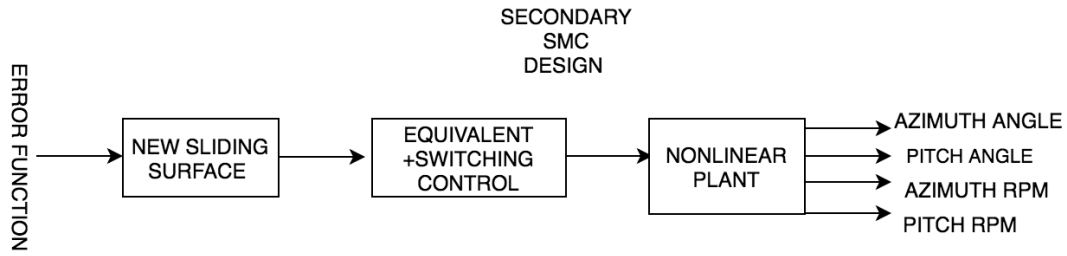 SECONDARY
SMC
DESIGN
ERROR FUNCTION
NEW SLIDING
SURFACE
EQUIVALENT
+SWITCHING
CONTROL
NONLINEAR
PLANT
AZIMUTH ANGLE
PITCH ANGLE
AZIMUTH RPM
PITCH RPM